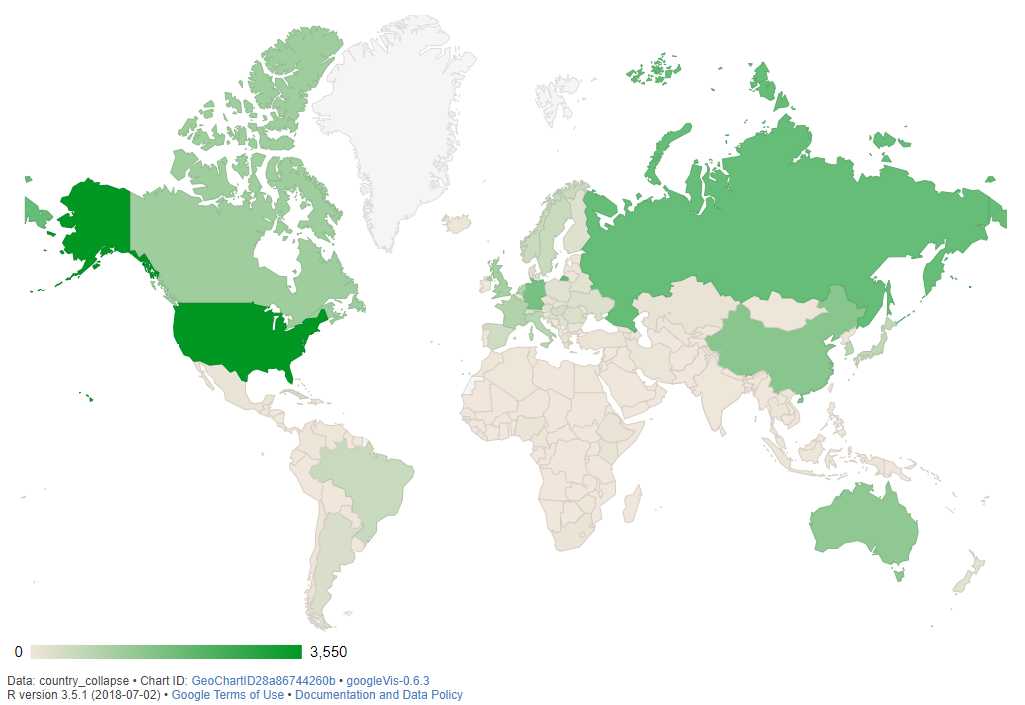 0 3,550
Data: country_collapse • Chart ID: GeoChartID28a86744260b • googleVis-0.6.3
R version 3.5.1 (2018-07-02) • Google Terms of Use • Documentation and Data Policy